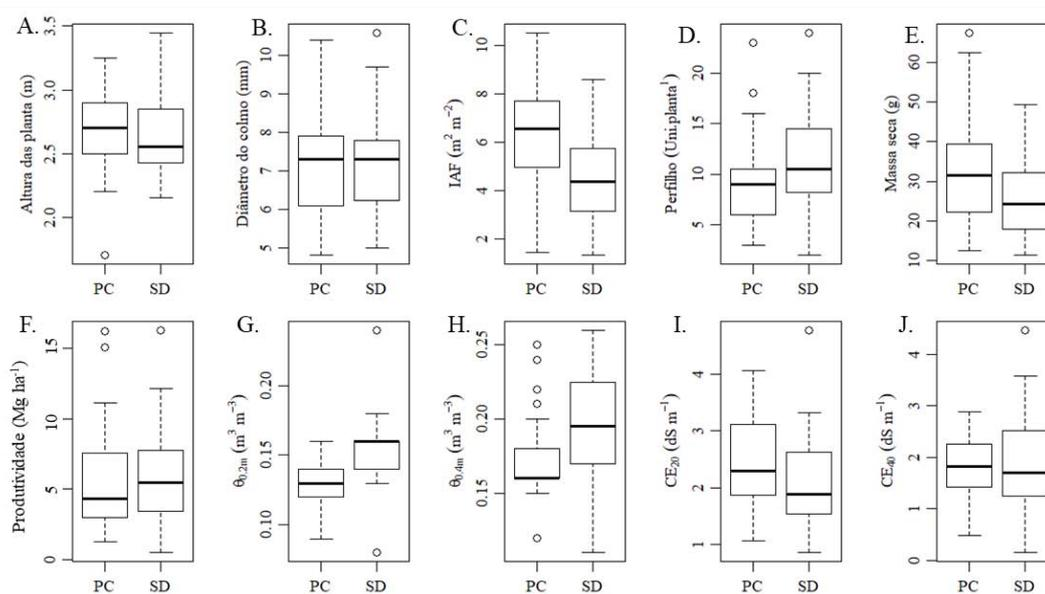 A.
Altura das planta (m)
2.0 2.5 3.0 3.5
PC SD
B.
Diâmetro do colmo (mm)
5 6 7 8 9 10
PC SD
C.
IAF (m² m⁻²)
2 4 6 8 10
PC SD
D.
Perfilho (Uni.planta¹)
5 10 15 20
PC SD
E.
Massa seca (g)
10 20 30 40 50 60
PC SD
F.
Produtividade (Mg ha⁻¹)
0 5 10 15
PC SD
G.
θ0.2m (m³ m⁻³)
0.10 0.15 0.20
PC SD
H.
θ0.4m (m³ m⁻³)
0.15 0.20 0.25
PC SD
I.
CE20 (dS m⁻¹)
1 2 3 4
PC SD
J.
CE40 (dS m⁻¹)
0 1 2 3 4
PC SD